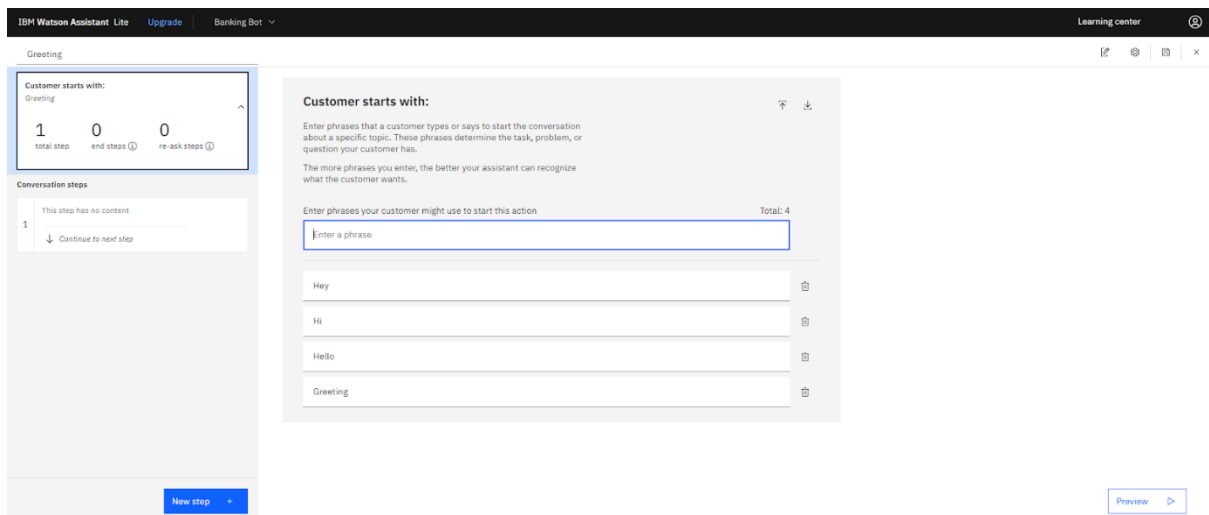 IBM Watson Assistant Lite Upgrade Banking Bot Learning center
Greeting
Customer starts with:
Greeting
1 0 0
total step end steps re-ask steps
Conversation steps
This step has no content
1
Continue to next step
New step +
Customer starts with:
Enter phrases that a customer types or says to start the conversation
about a specific topic. These phrases determine the task, problem, or
question your customer has.
The more phrases you enter, the better your assistant can recognize
what the customer wants.
Enter phrases your customer might use to start this action Total: 4
Enter a phrase
Hey
Hi
Hello
Greeting
Preview